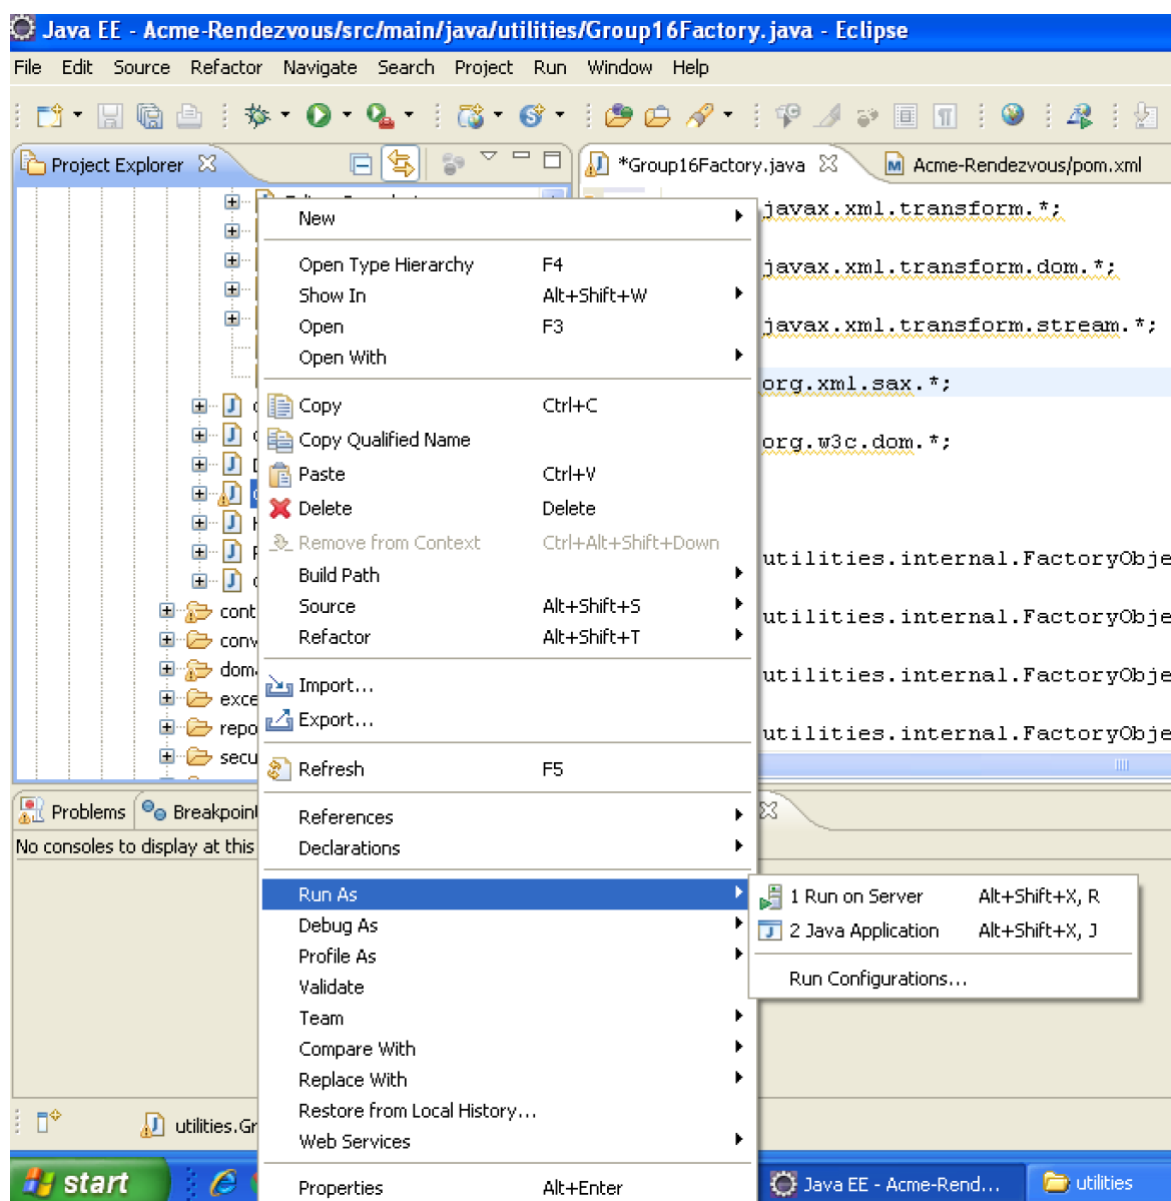 Java EE - Acme-Rendezvous/src/main/java/utilities/Group16Factory.java - Eclipse
File Edit Source Refactor Navigate Search Project Run Window Help
Project Explorer
*Group16Factory.java
Acme-Rendezvous/pom.xml
javax.xml.transform.*;
javax.xml.transform.dom.*;
javax.xml.transform.stream.*;
org.xml.sax.*;
org.w3c.dom.*;
utilities.internal.FactoryObje
utilities.internal.FactoryObje
utilities.internal.FactoryObje
utilities.internal.FactoryObje
cont
conv
dom
exce
repo
secu
New
Open Type Hierarchy F4
Show In Alt+Shift+W
Open F3
Open With
Copy Ctrl+C
Copy Qualified Name
Paste Ctrl+V
Delete Delete
Remove from Context Ctrl+Alt+Shift+Down
Build Path
Source Alt+Shift+S
Refactor Alt+Shift+T
Import...
Export...
Refresh F5
References
Declarations
Run As
Debug As
Profile As
Validate
Team
Compare With
Replace With
Restore from Local History...
Web Services
Properties Alt+Enter
1 Run on Server Alt+Shift+X, R
2 Java Application Alt+Shift+X, J
Run Configurations...
Problems
Breakpoin
No consoles to display at this
utilities.Gr
start
Java EE - Acme-Rend...
utilities